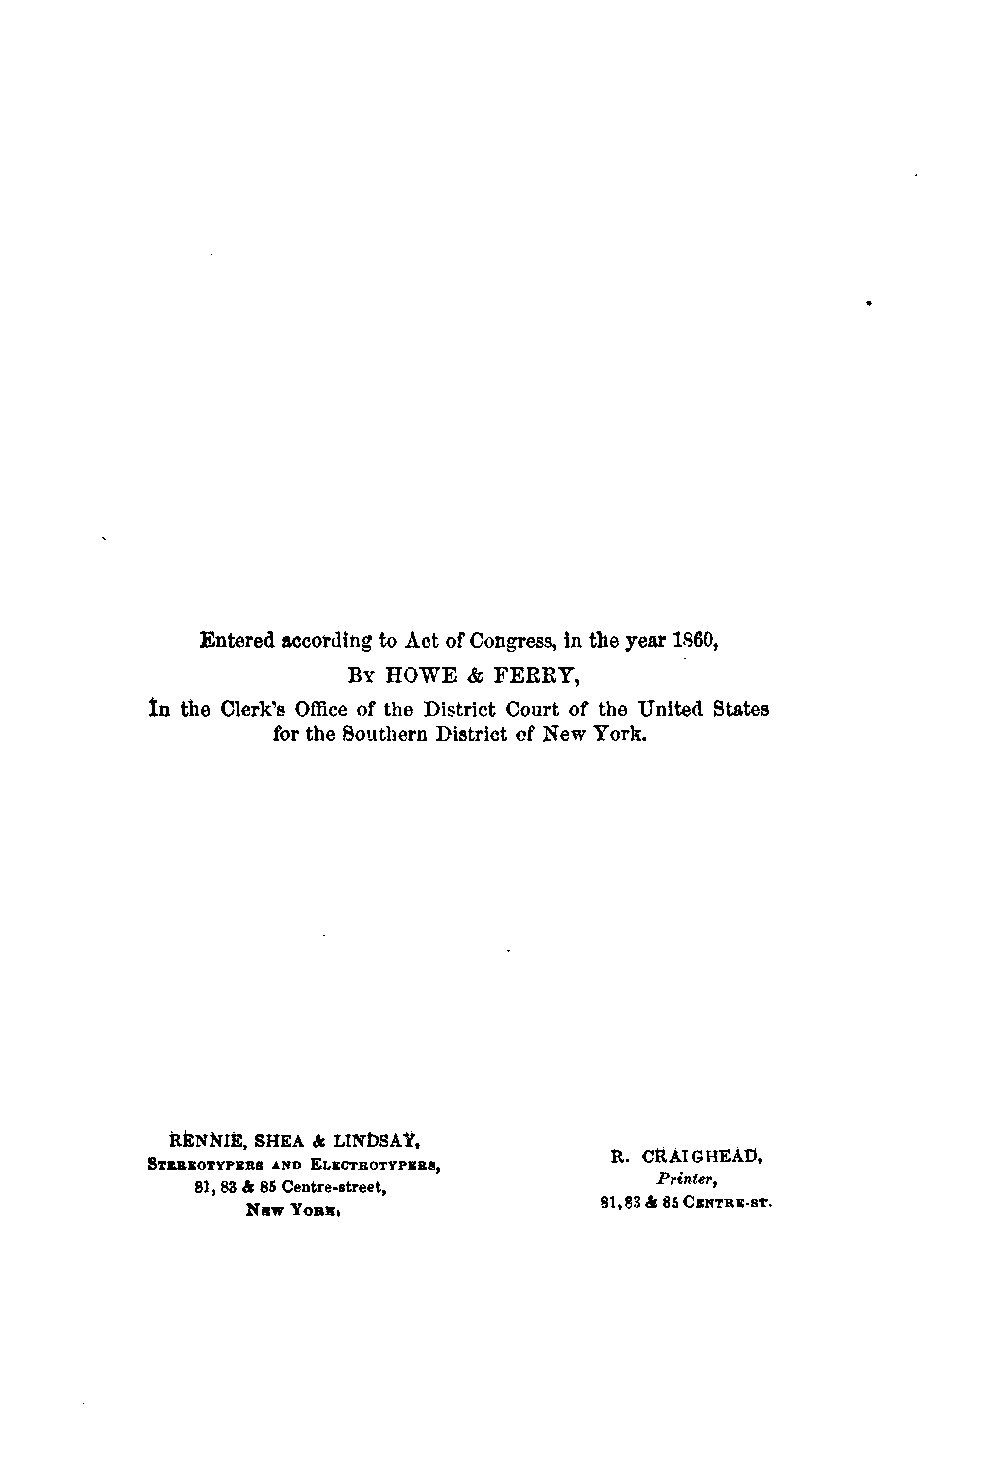 Entered according to Act of Congress, in the year 1860,
By HOWE & FERRY,
In the Clerk's Office of the District Court of the United States
for the Southern District of New York.
RENNIE, SHEA & LINDSAY,
Stereotypers and Electrotypers,
81, 83 & 85 Centre-street,
New York,
R. CRAIGHEAD,
Printer,
81, 83 & 85 Centre-st.